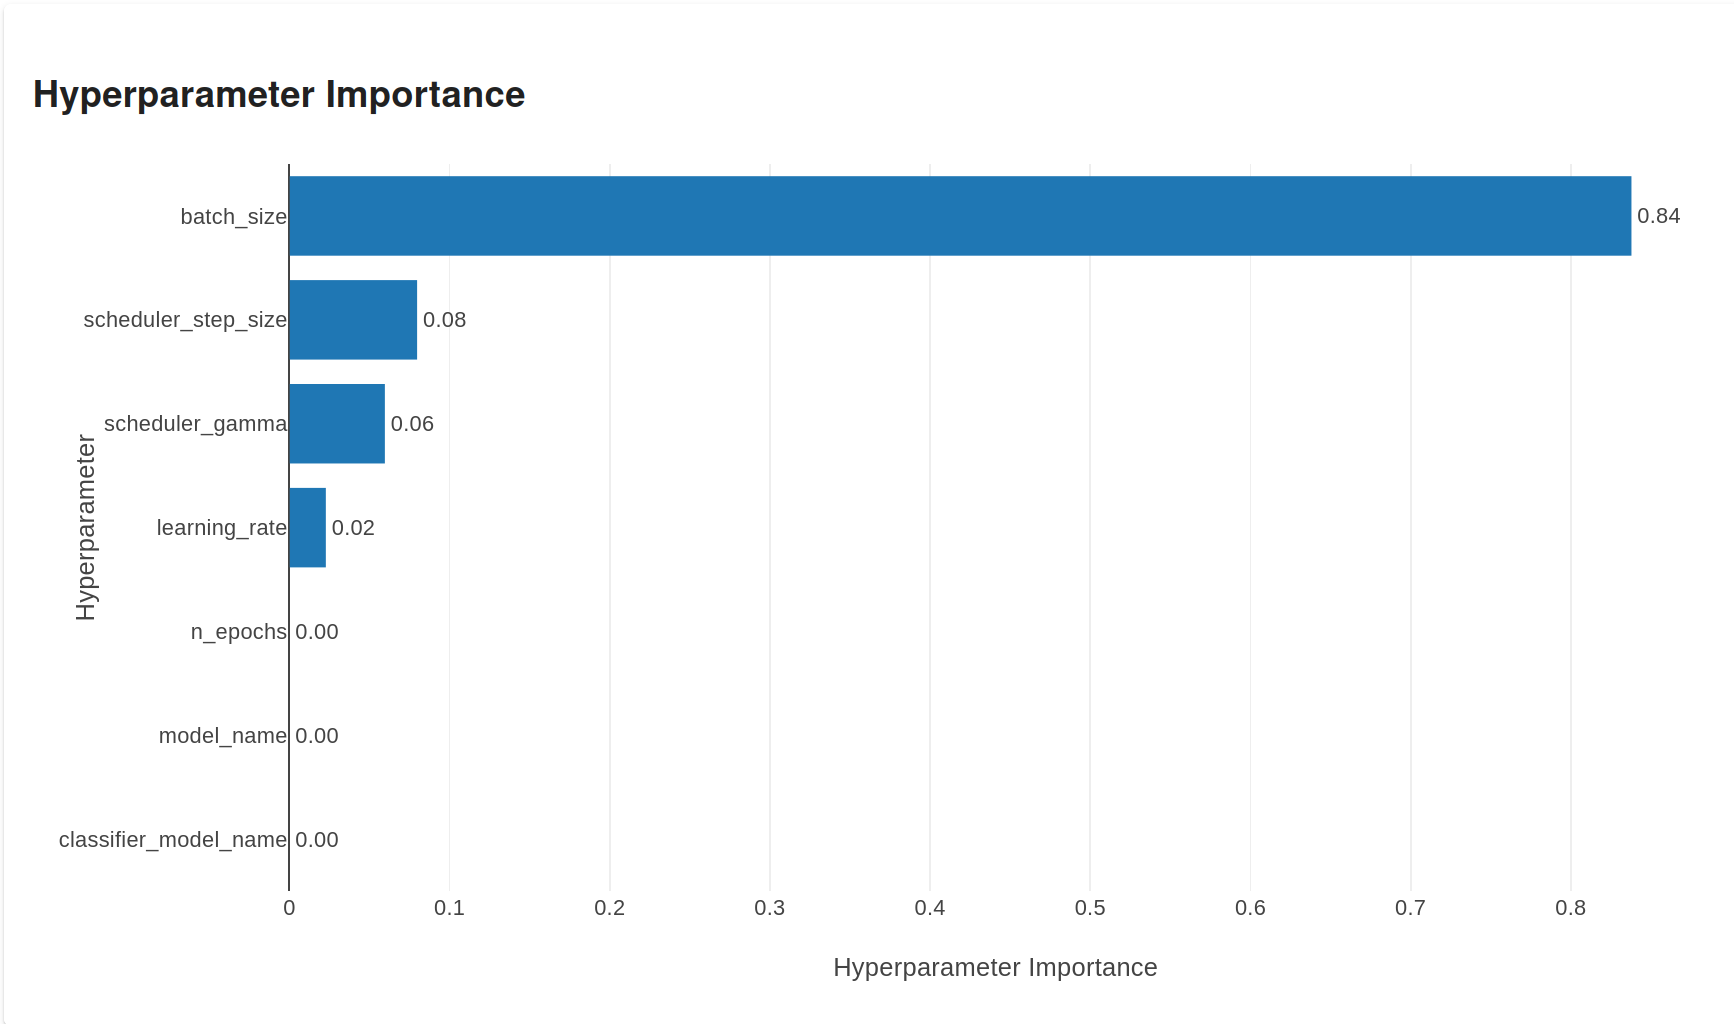 Hyperparameter Importance
batch_size 0.84
scheduler_step_size 0.08
scheduler_gamma 0.06
learning_rate 0.02
n_epochs 0.00
model_name 0.00
classifier_model_name 0.00
Hyperparameter
0 0.1 0.2 0.3 0.4 0.5 0.6 0.7 0.8
Hyperparameter Importance